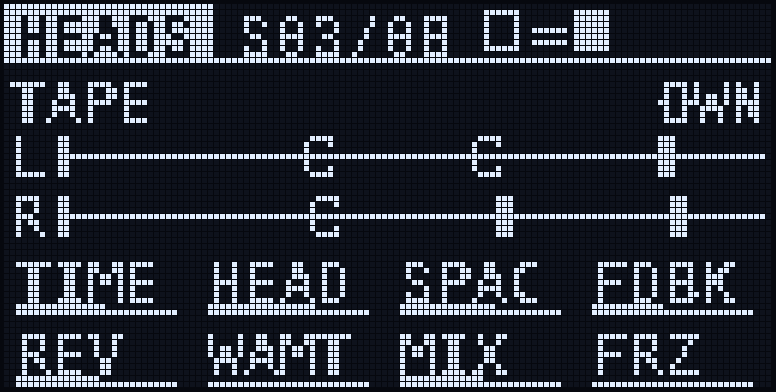 HEADS S03/08 □=■
TAPE OWN
L C C
R C
TIME HEAD SPAC FDBK
REV WAMT MIX FRZ